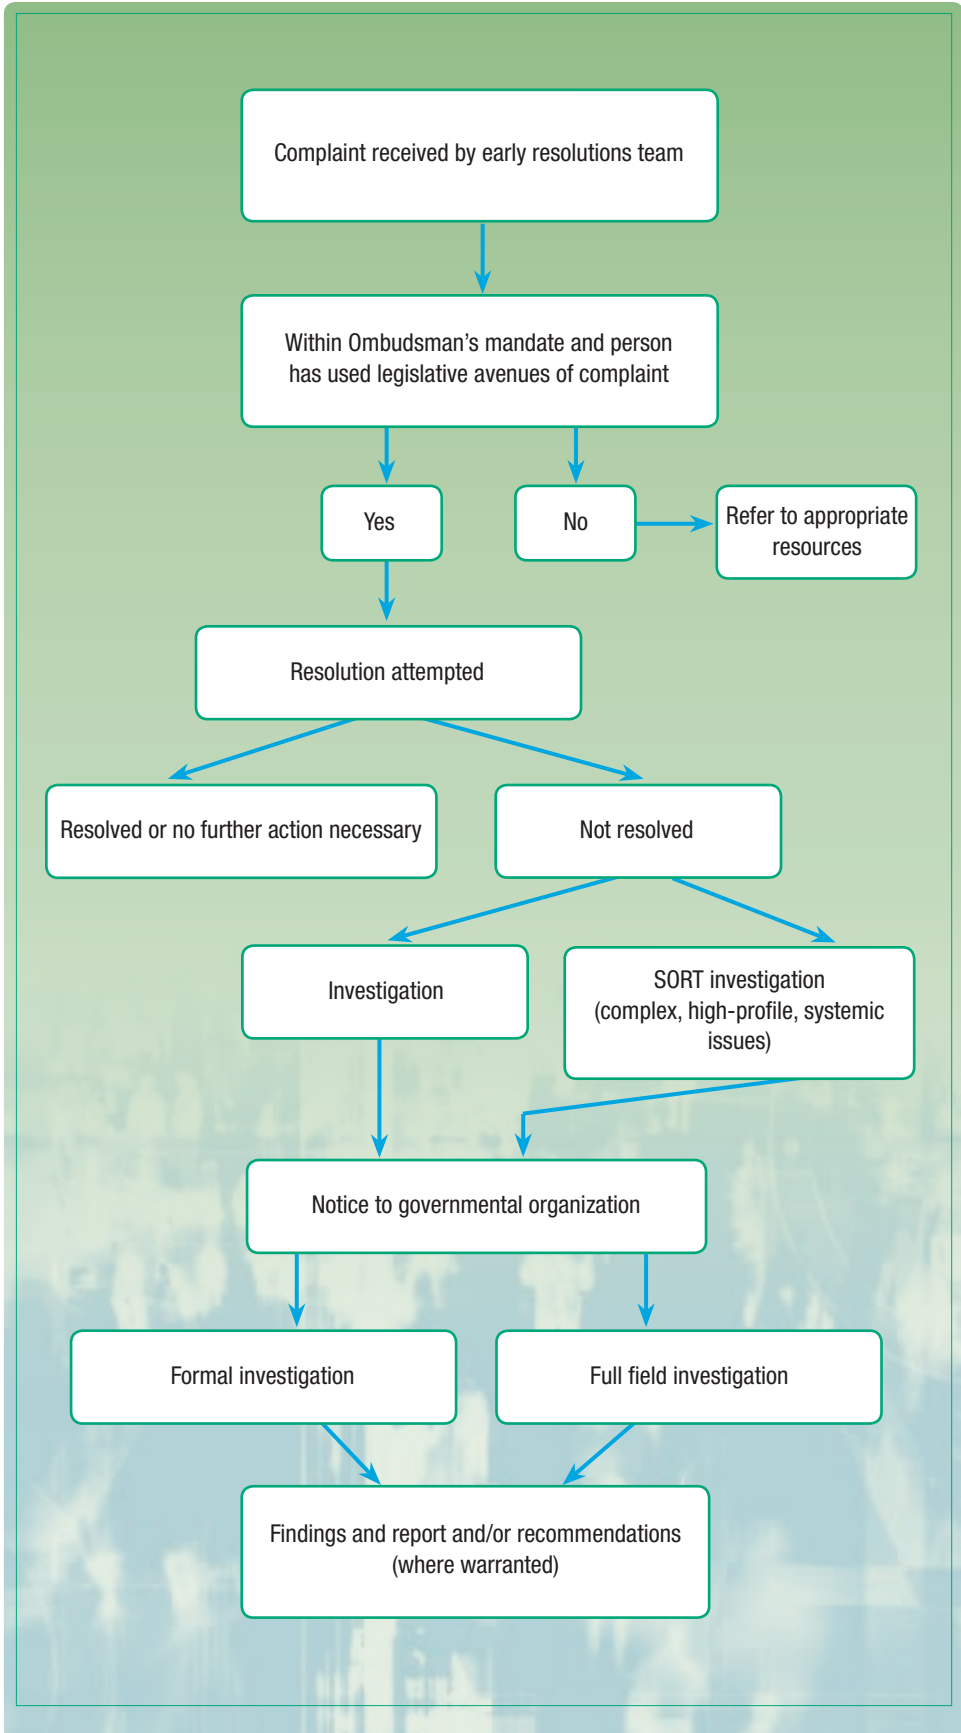 Complaint received by early resolutions team
Within Ombudsman’s mandate and person
has used legislative avenues of complaint
Yes
No
Refer to appropriate
resources
Resolution attempted
Resolved or no further action necessary
Not resolved
Investigation
SORT investigation
(complex, high-profile, systemic
issues)
Notice to governmental organization
Formal investigation
Full field investigation
Findings and report and/or recommendations
(where warranted)